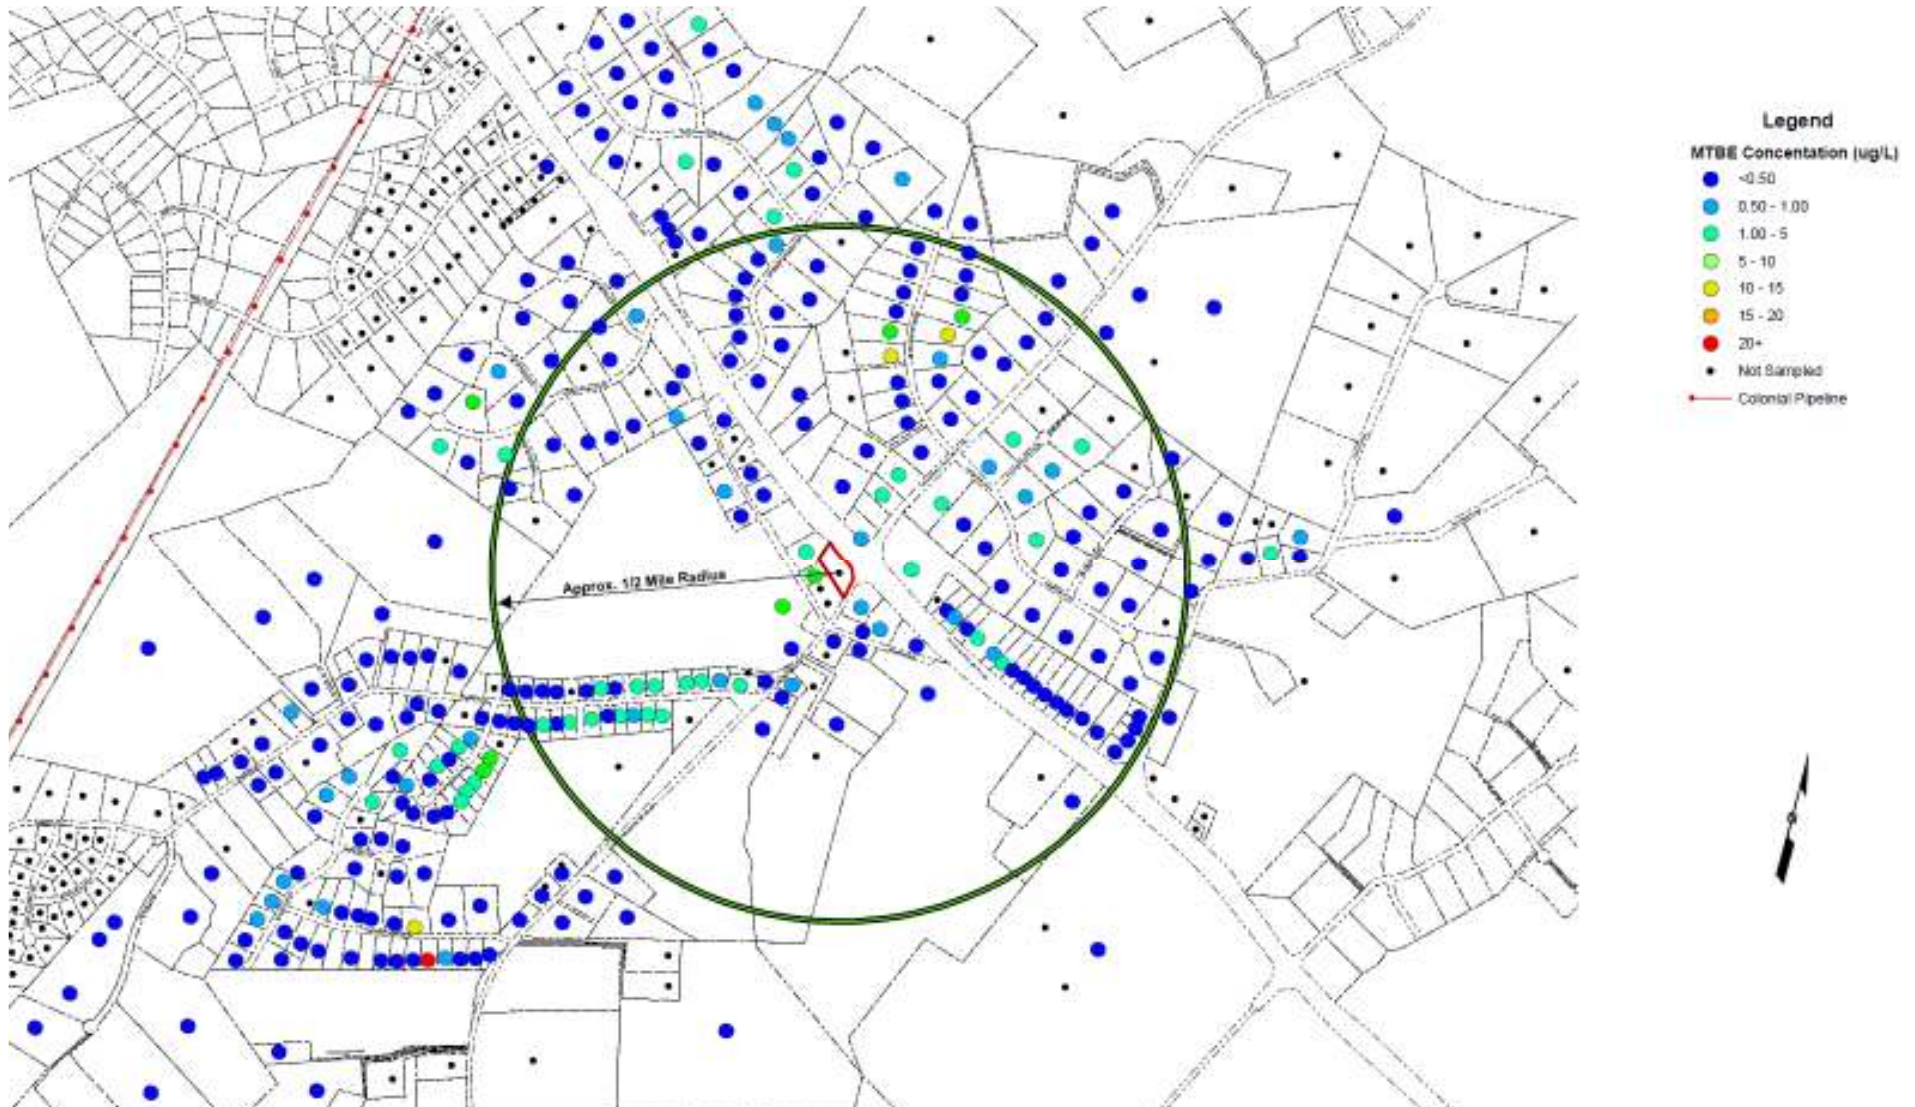 Legend
MTBE Concentation (ug/L)
<0.50
0.50 - 1.00
1.00 - 5
5 - 10
10 - 15
15 - 20
20+
Not Sampled
Colonial Pipeline
Approx. 1/2 Mile Radius